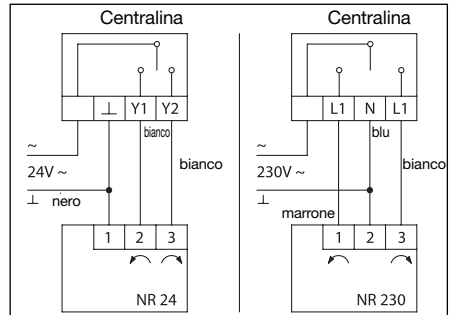 Centralina
⊥ Y1 Y2
bianco
~
24V ~
bianco
⊥ nero
1 2 3
NR 24
Centralina
L1 N L1
blu
~
230V ~
bianco
⊥
marrone
1 2 3
NR 230